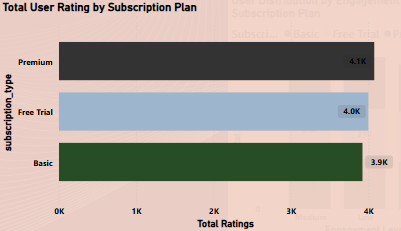 Total User Rating by Subscription Plan
subscription_type
Premium
4.1K
Free Trial
4.0K
Basic
3.9K
0K 1K 2K 3K 4K
Total Ratings